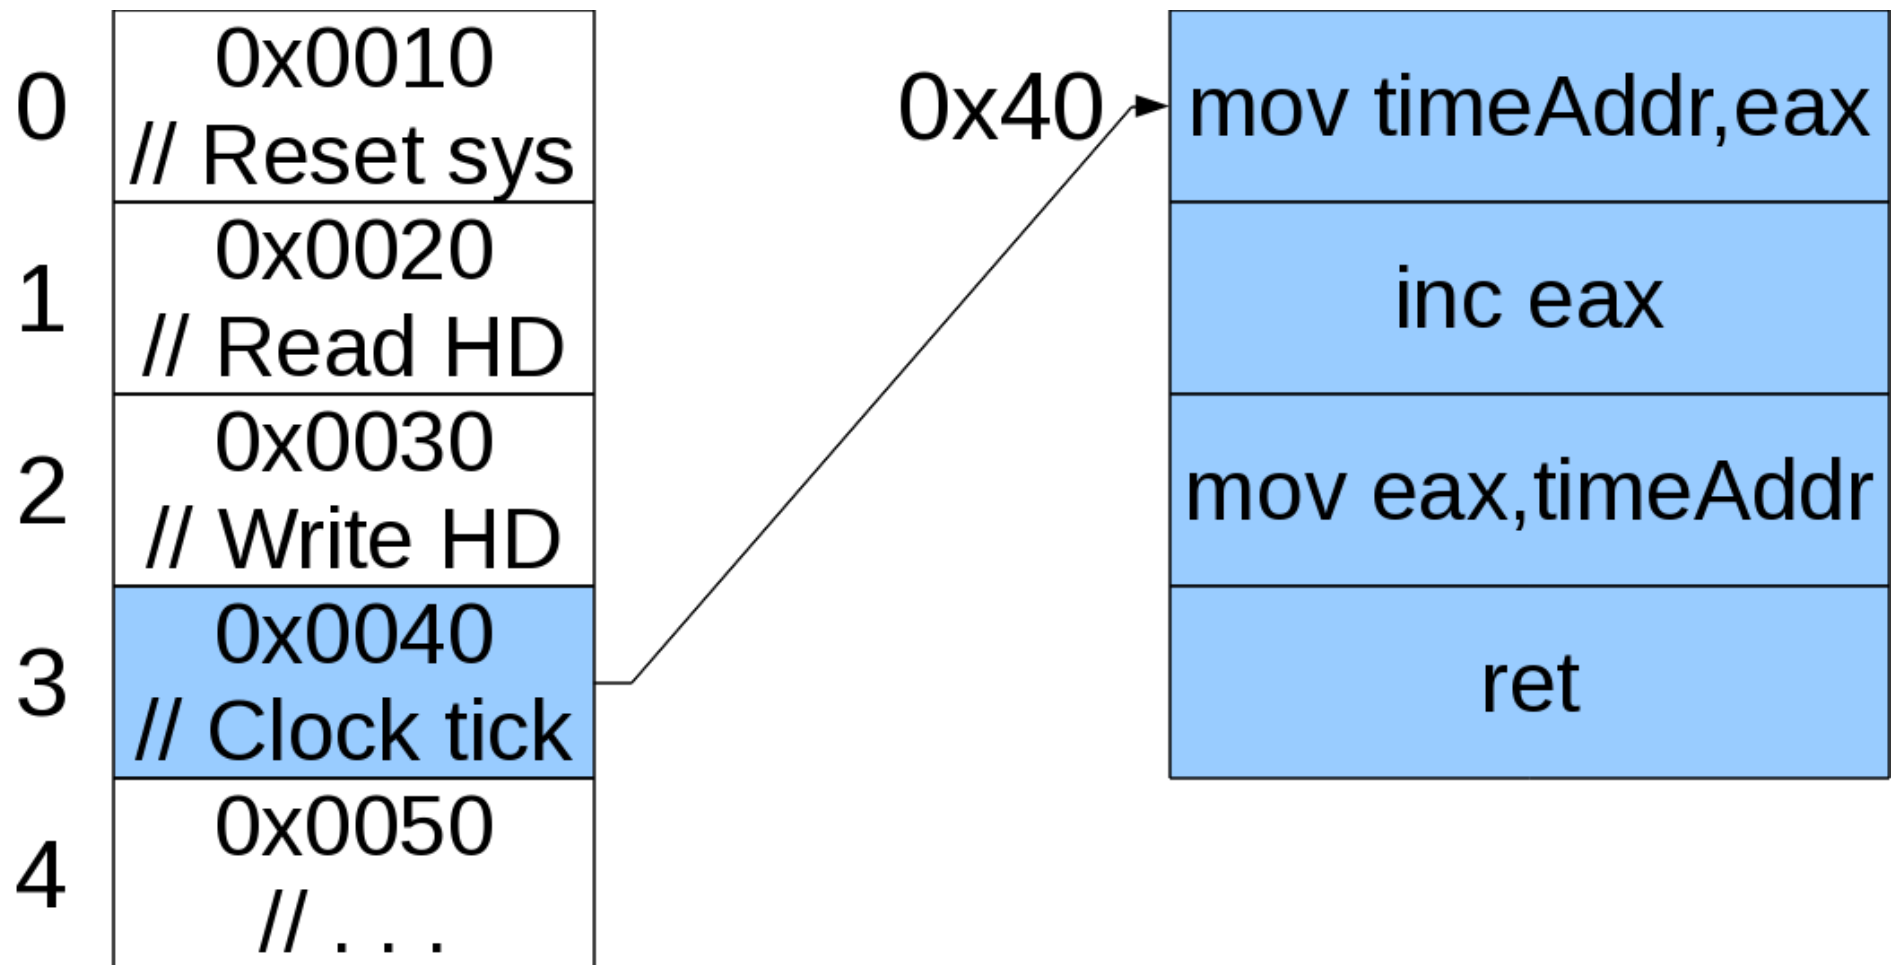 0
0x0010
// Reset sys
1
0x0020
// Read HD
2
0x0030
// Write HD
3
0x0040
// Clock tick
4
0x0050
// . . .
0x40
mov timeAddr,eax
inc eax
mov eax,timeAddr
ret